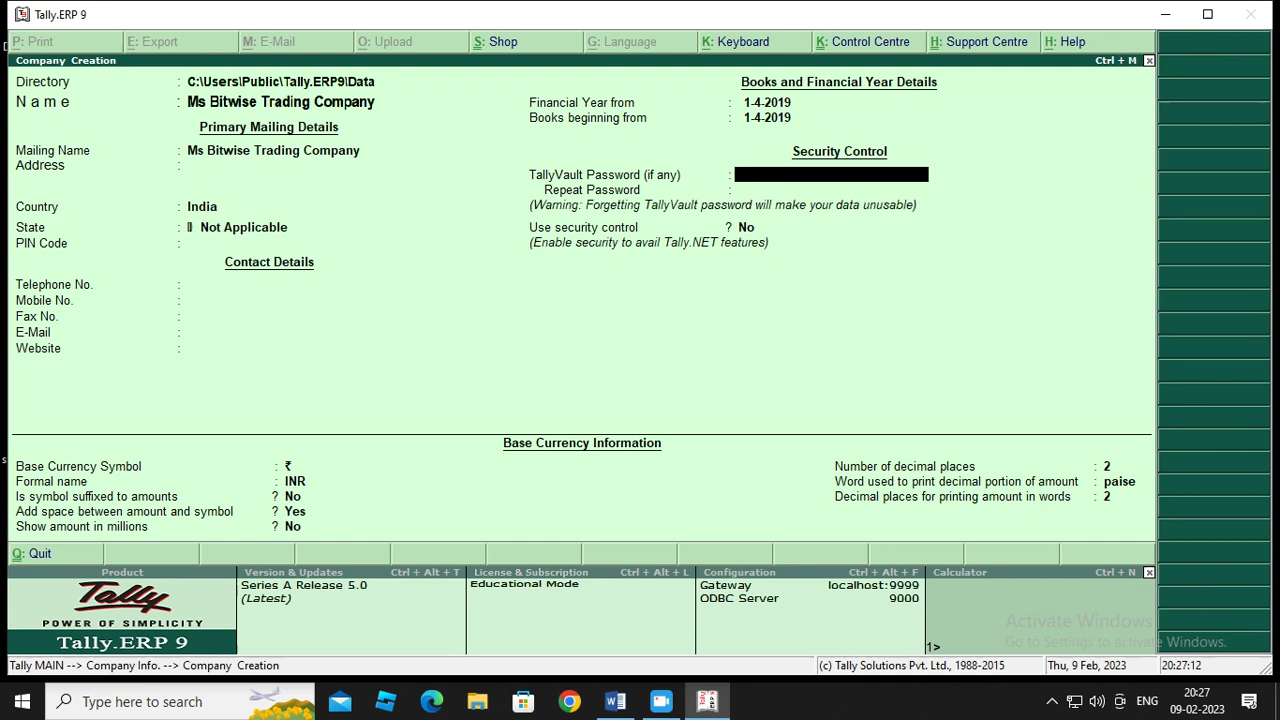 Tally.ERP 9
P: Print E: Export M: E-Mail O: Upload S: Shop G: Language K: Keyboard K: Control Centre H: Support Centre H: Help
Company Creation Ctrl + M
Directory : C:\Users\Public\Tally.ERP9\Data
Name : Ms Bitwise Trading Company
Primary Mailing Details
Mailing Name : Ms Bitwise Trading Company
Address :
Country : India
State : Not Applicable
PIN Code :
Contact Details
Telephone No. :
Mobile No. :
Fax No. :
E-Mail :
Website :
Books and Financial Year Details
Financial Year from : 1-4-2019
Books beginning from : 1-4-2019
Security Control
TallyVault Password (if any) :
Repeat Password :
(Warning: Forgetting TallyVault password will make your data unusable)
Use security control ? No
(Enable security to avail Tally.NET features)
Base Currency Information
Base Currency Symbol : ₹
Formal name : INR
Is symbol suffixed to amounts ? No
Add space between amount and symbol ? Yes
Show amount in millions ? No
Number of decimal places : 2
Word used to print decimal portion of amount : paise
Decimal places for printing amount in words : 2
Q: Quit
Product
Tally
POWER OF SIMPLICITY
Tally.ERP 9
Version & Updates Ctrl + Alt + T
Series A Release 5.0
(Latest)
License & Subscription Ctrl + Alt + L
Educational Mode
Configuration Ctrl + Alt + F
Gateway localhost:9999
ODBC Server 9000
Calculator Ctrl + N
1>
Activate Windows
Go to Settings to activate Windows.
Tally MAIN --> Company Info. --> Company Creation (c) Tally Solutions Pvt. Ltd., 1988-2015 Thu, 9 Feb, 2023 20:27:12
Type here to search
ENG
20:27
09-02-2023